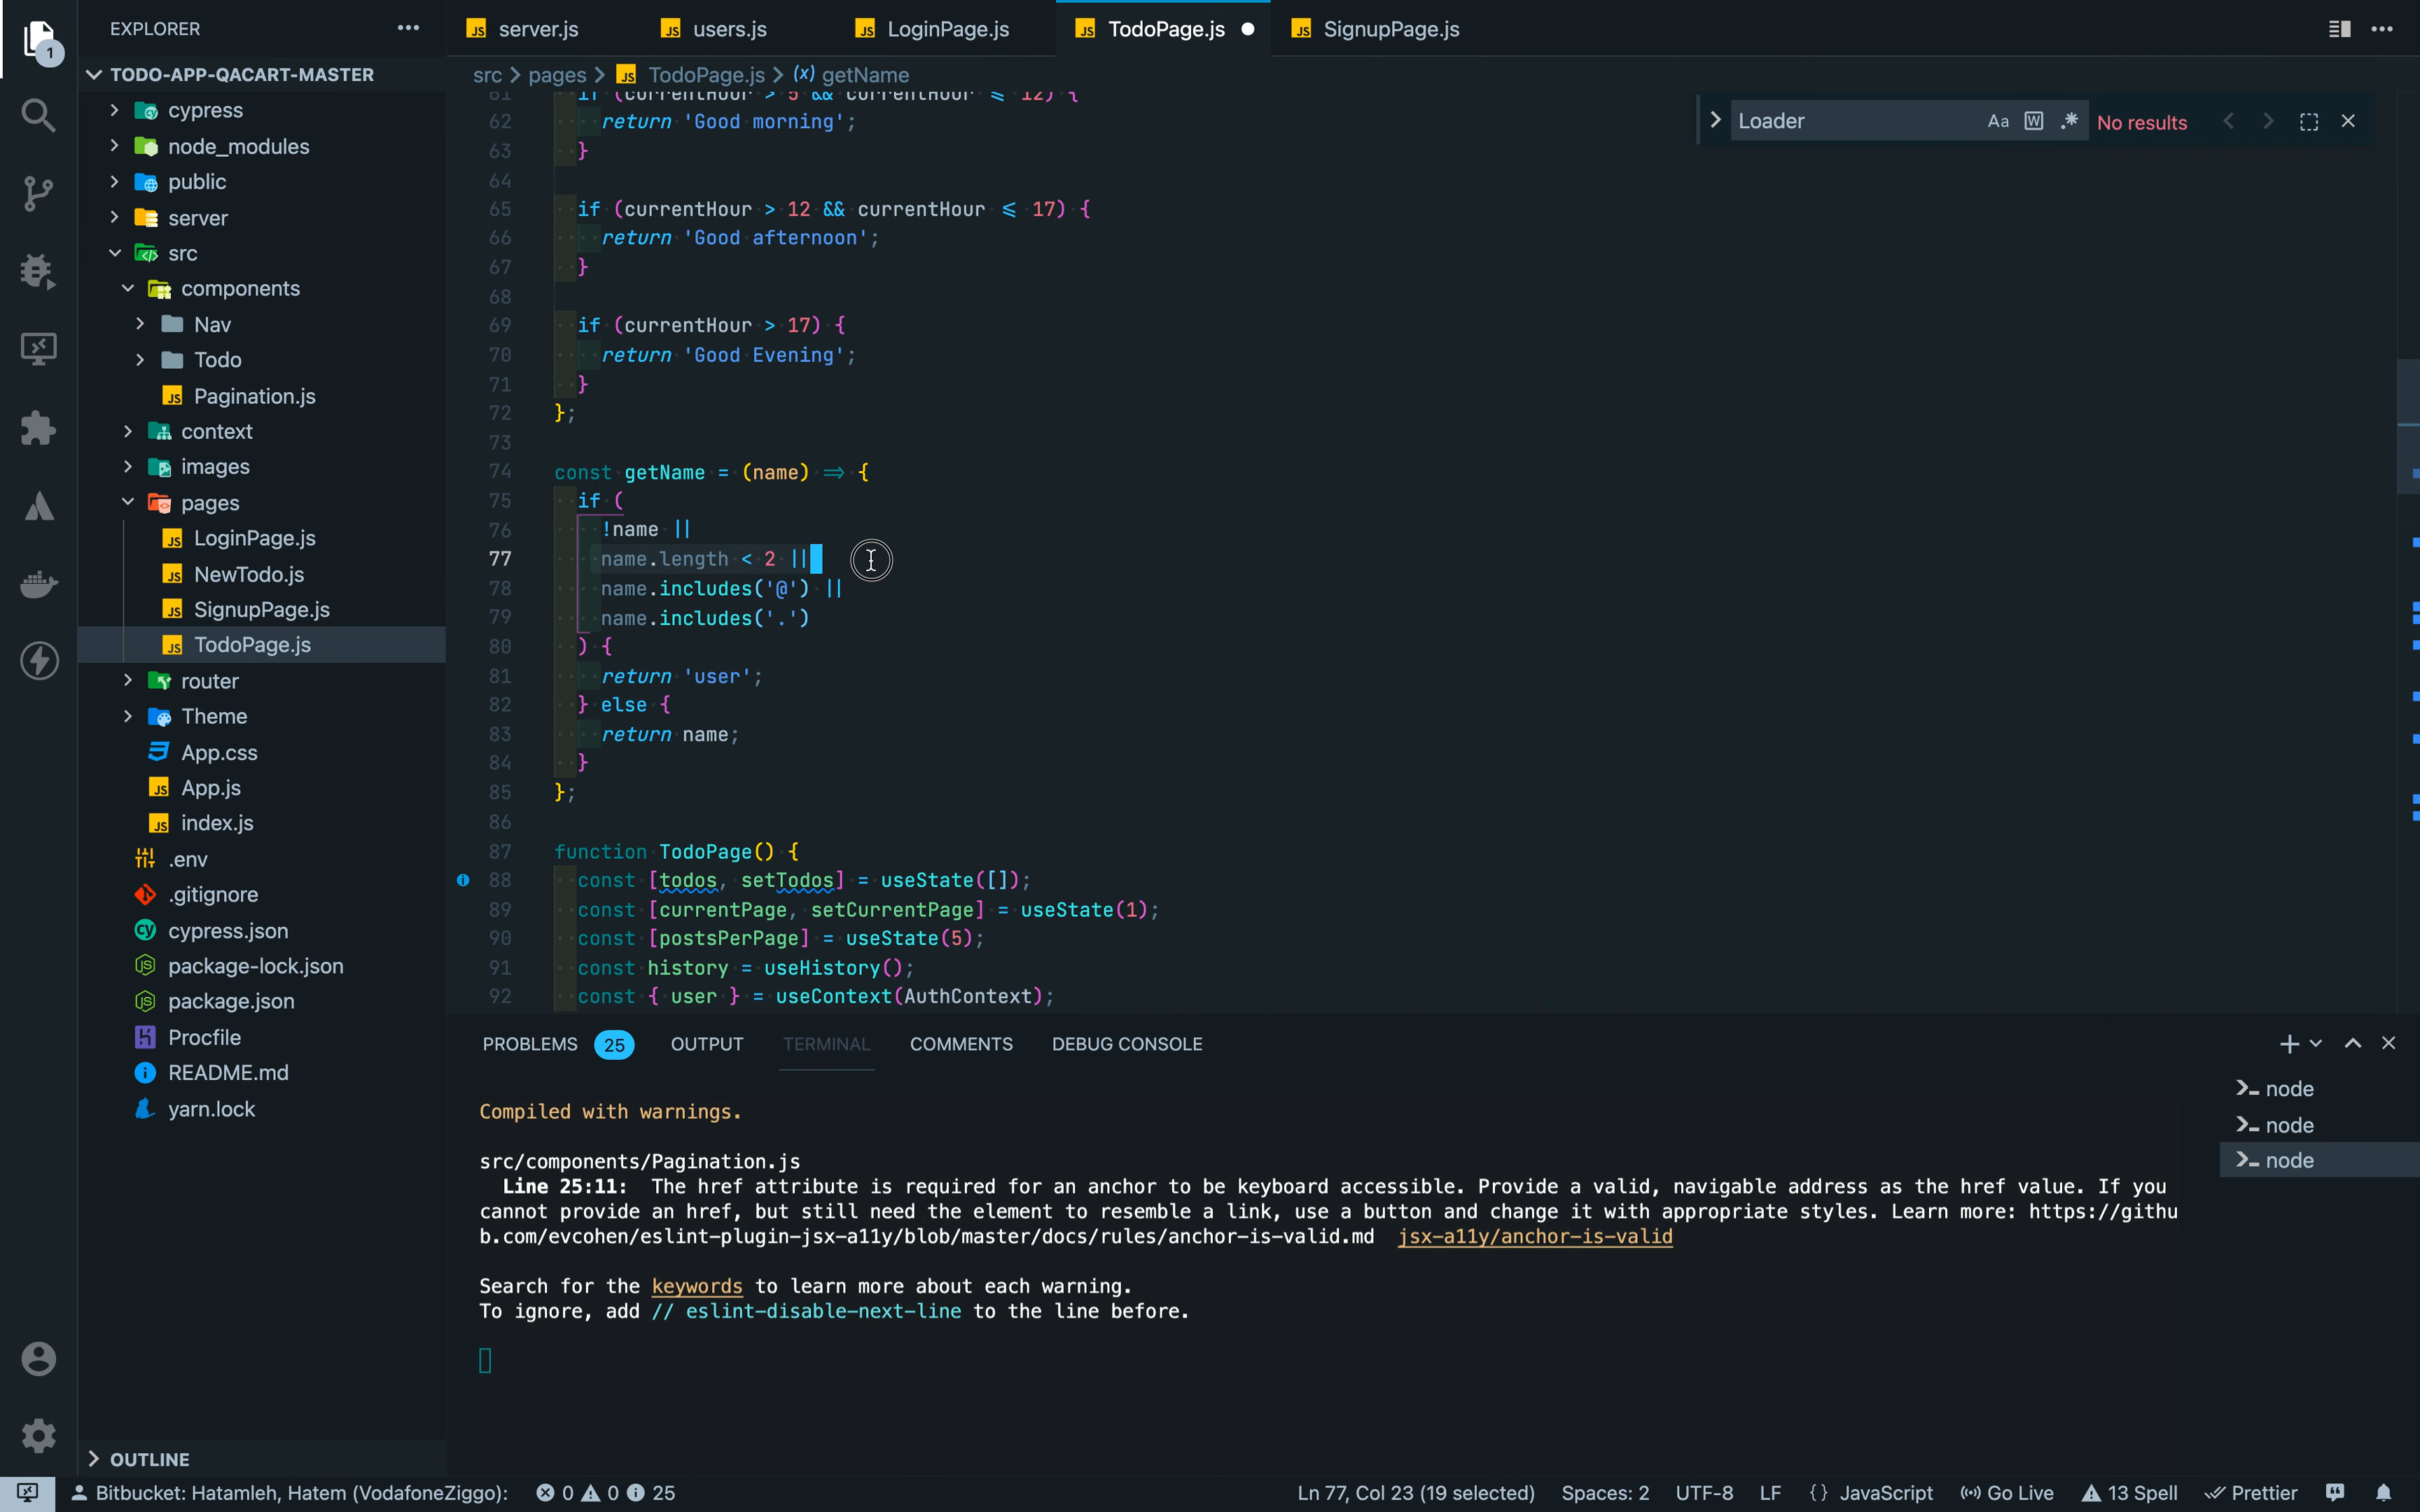 1
EXPLORER
TODO-APP-QACART-MASTER
cypress
node_modules
public
server
src
components
Nav
Todo
Pagination.js
context
images
pages
LoginPage.js
NewTodo.js
SignupPage.js
TodoPage.js
router
Theme
App.css
App.js
index.js
.env
.gitignore
cypress.json
package-lock.json
package.json
Procfile
README.md
yarn.lock
OUTLINE
server.js users.js LoginPage.js TodoPage.js SignupPage.js
src > pages > TodoPage.js > getName
Loader Aa No results
61 if (currentHour > 5 && currentHour <= 12) {
62 return 'Good morning';
63 }
64
65 if (currentHour > 12 && currentHour <= 17) {
66 return 'Good afternoon';
67 }
68
69 if (currentHour > 17) {
70 return 'Good Evening';
71 }
72 };
73
74 const getName = (name) => {
75 if (
76 !name ||
77 name.length < 2 ||
78 name.includes('@') ||
79 name.includes('.')
80 ) {
81 return 'user';
82 } else {
83 return name;
84 }
85 };
86
87 function TodoPage() {
88 const [todos, setTodos] = useState([]);
89 const [currentPage, setCurrentPage] = useState(1);
90 const [postsPerPage] = useState(5);
91 const history = useHistory();
92 const { user } = useContext(AuthContext);
PROBLEMS 25 OUTPUT TERMINAL COMMENTS DEBUG CONSOLE
Compiled with warnings.
src/components/Pagination.js
Line 25:11: The href attribute is required for an anchor to be keyboard accessible. Provide a valid, navigable address as the href value. If you
cannot provide an href, but still need the element to resemble a link, use a button and change it with appropriate styles. Learn more: https://githu
b.com/evcohen/eslint-plugin-jsx-a11y/blob/master/docs/rules/anchor-is-valid.md jsx-a11y/anchor-is-valid
Search for the keywords to learn more about each warning.
To ignore, add // eslint-disable-next-line to the line before.
node
node
node
Bitbucket: Hatamleh, Hatem (VodafoneZiggo): 0 0 25 Ln 77, Col 23 (19 selected) Spaces: 2 UTF-8 LF {} JavaScript Go Live 13 Spell Prettier